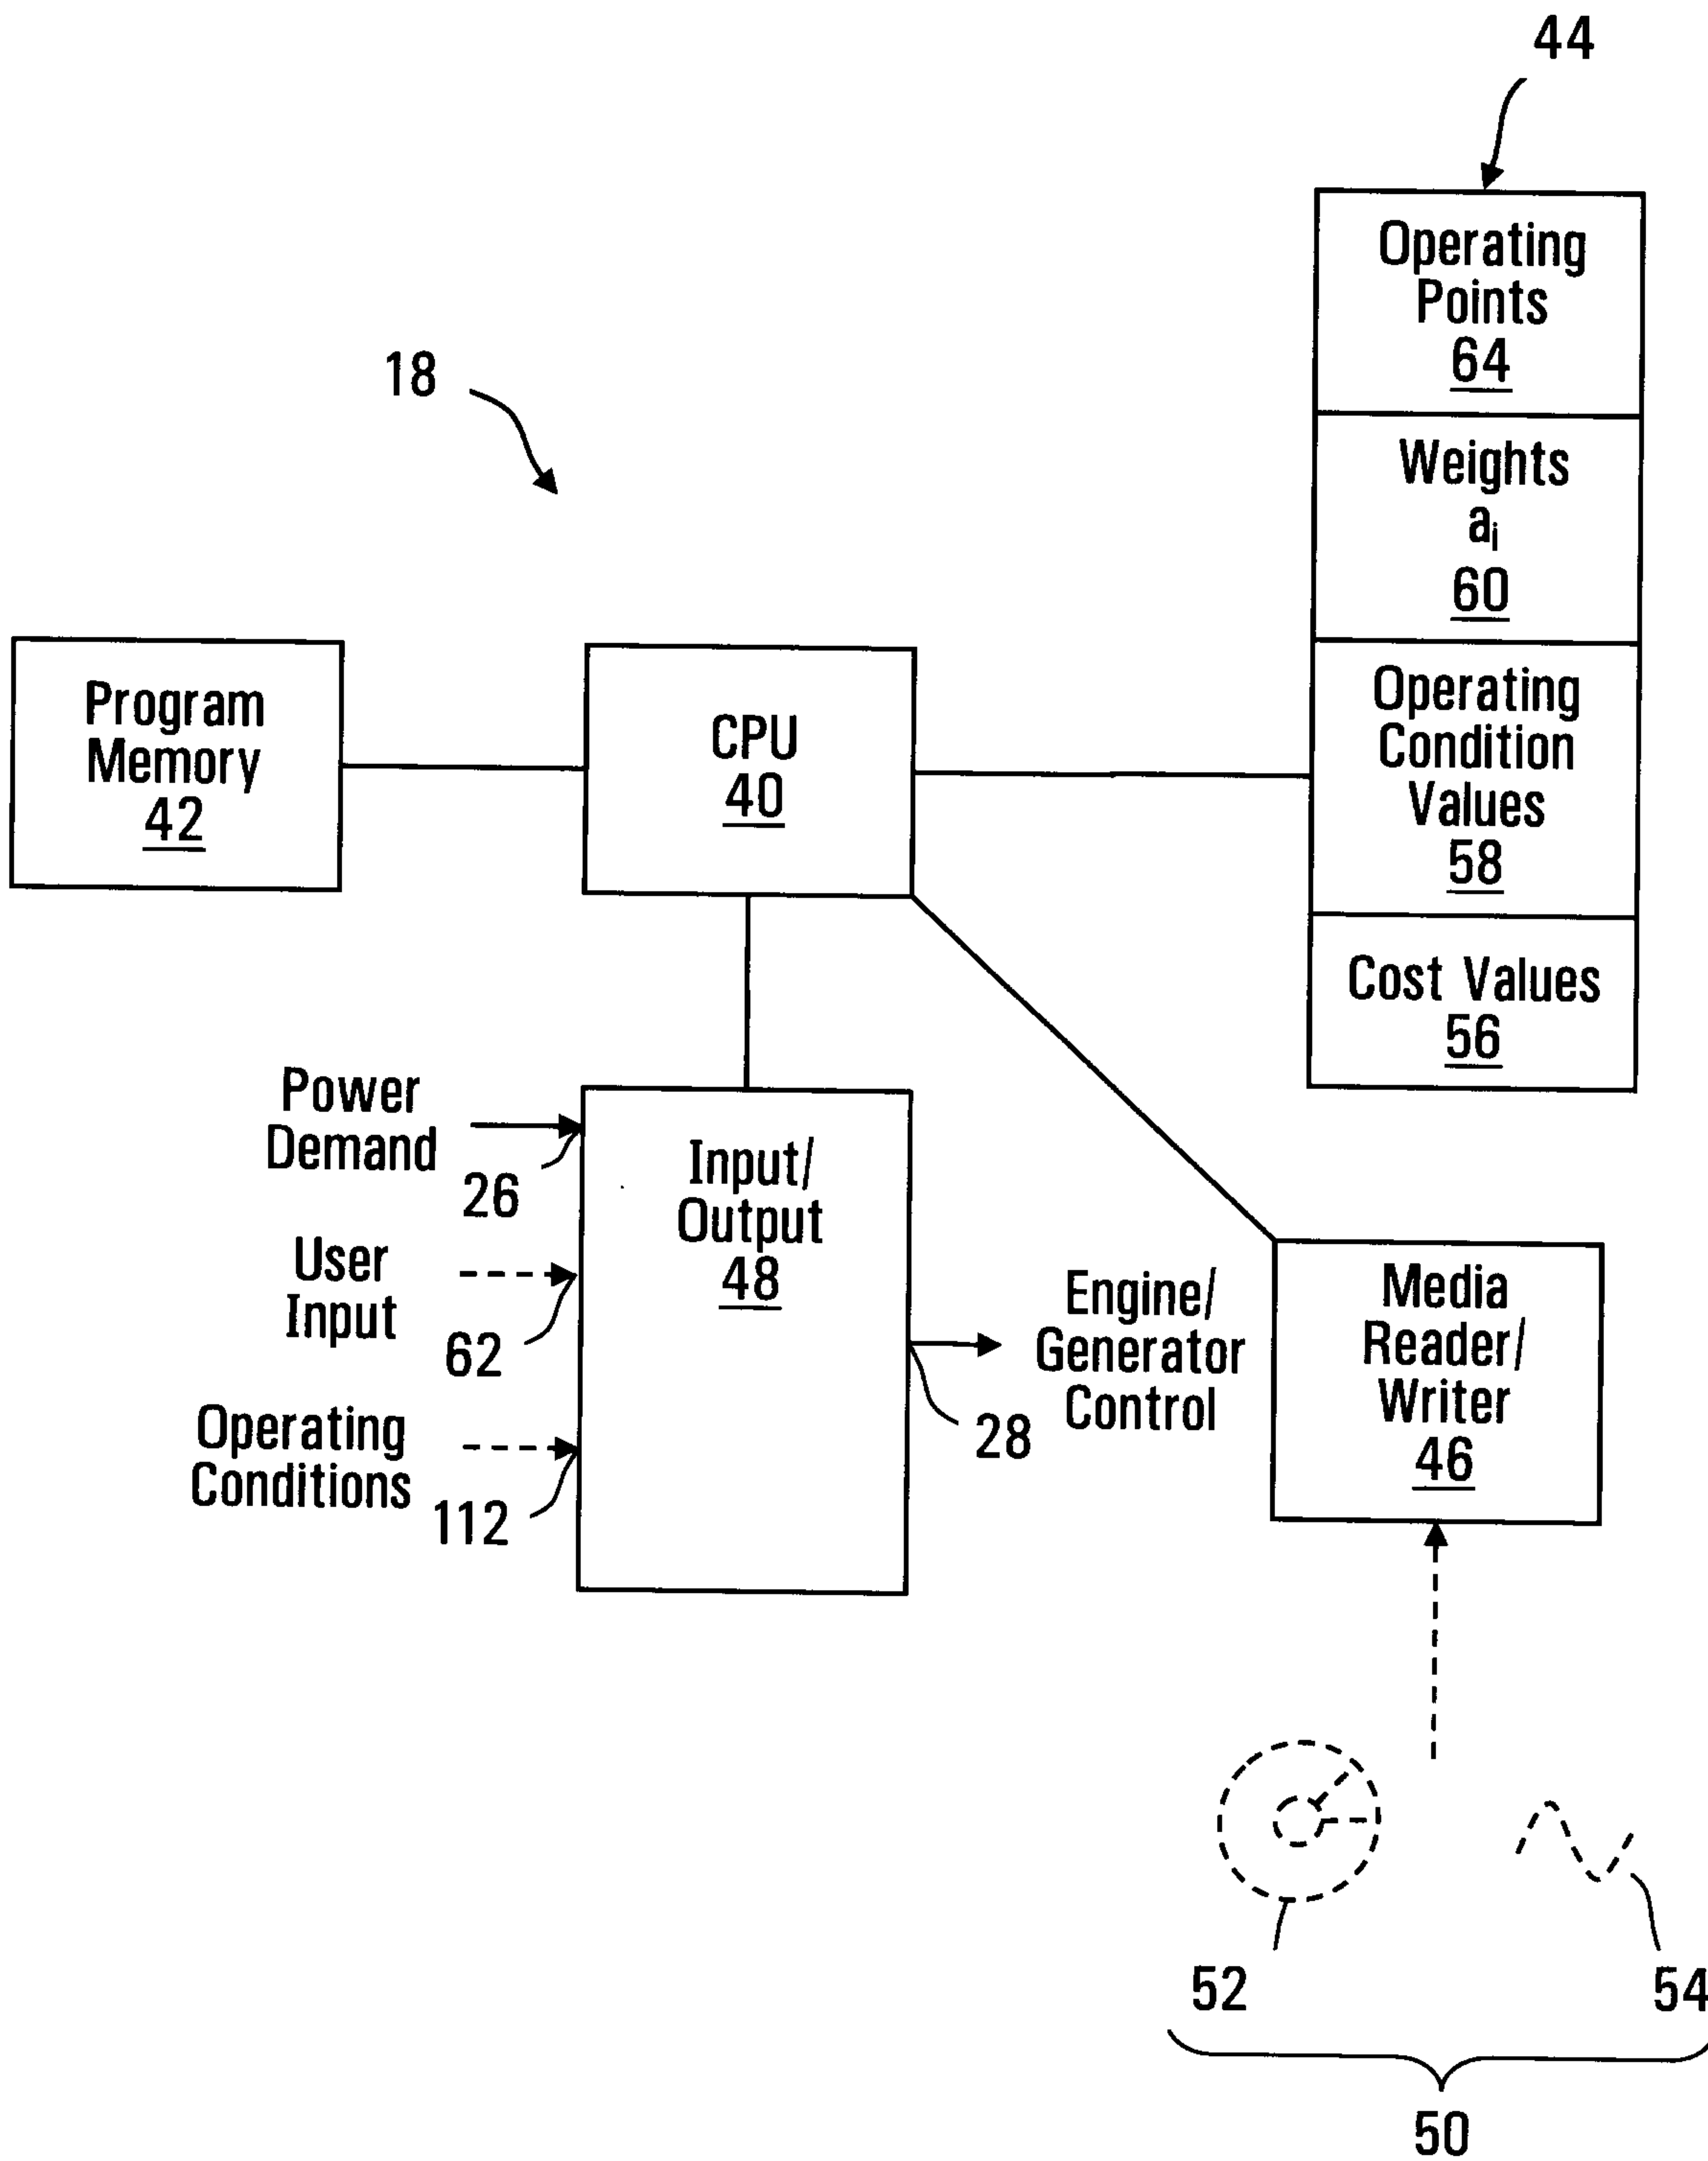 44
Operating
Points
64
18
Weights
ai
60
Program
Memory
42
CPU
40
Operating
Condition
Values
58
Cost Values
56
Power
Demand
26
User
Input
62
Operating
Conditions
112
Input/
Output
48
Engine/
Generator
Control
28
Media
Reader/
Writer
46
52
54
50